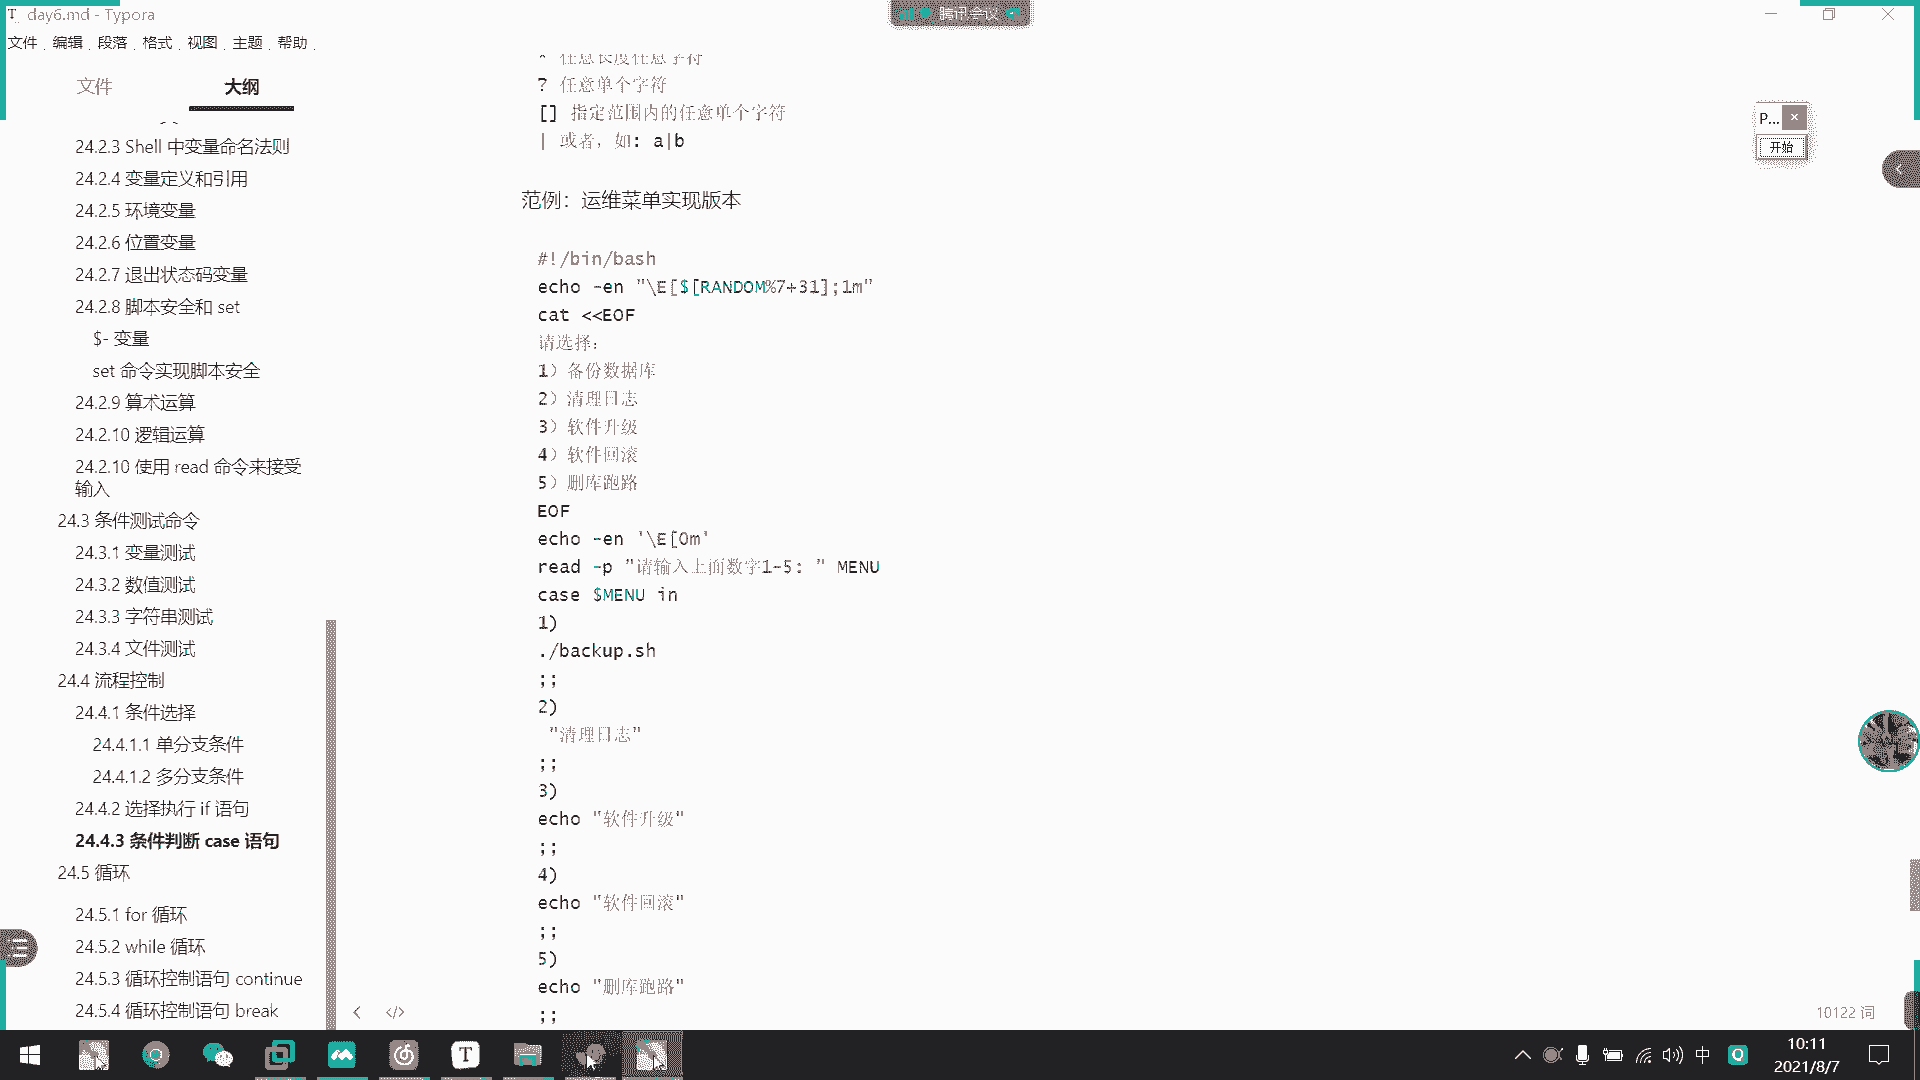 day6.md - Typora
腾讯会议
文件 编辑 段落 格式 视图 主题 帮助
文件 大纲
24.2.3 Shell 中变量命名法则
24.2.4 变量定义和引用
24.2.5 环境变量
24.2.6 位置变量
24.2.7 退出状态码变量
24.2.8 脚本安全和 set
$- 变量
set 命令实现脚本安全
24.2.9 算术运算
24.2.10 逻辑运算
24.2.10 使用 read 命令来接受
输入
24.3 条件测试命令
24.3.1 变量测试
24.3.2 数值测试
24.3.3 字符串测试
24.3.4 文件测试
24.4 流程控制
24.4.1 条件选择
24.4.1.1 单分支条件
24.4.1.2 多分支条件
24.4.2 选择执行 if 语句
24.4.3 条件判断 case 语句
24.5 循环
24.5.1 for 循环
24.5.2 while 循环
24.5.3 循环控制语句 continue
24.5.4 循环控制语句 break
* 任意长度任意字符
? 任意单个字符
[] 指定范围内的任意单个字符
| 或者，如: a|b
范例：运维菜单实现版本
#!/bin/bash
echo -en "\E[$[RANDOM%7+31];1m"
cat <<EOF
请选择：
1）备份数据库
2）清理日志
3）软件升级
4）软件回滚
5）删库跑路
EOF
echo -en '\E[0m'
read -p "请输入上面数字1-5: " MENU
case $MENU in
1)
./backup.sh
;;
2)
"清理日志"
;;
3)
echo "软件升级"
;;
4)
echo "软件回滚"
;;
5)
echo "删库跑路"
;;
P...
开始
10122 词
中
10:11
2021/8/7